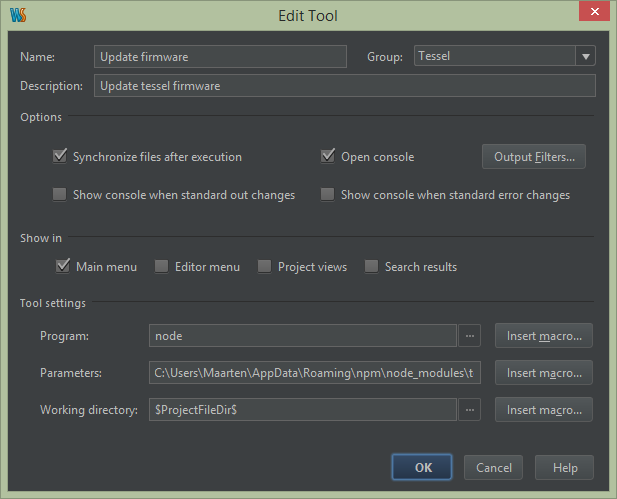 WS Edit Tool
Name: Update firmware Group: Tessel
Description: Update tessel firmware
Options
Synchronize files after execution Open console Output Filters...
Show console when standard out changes Show console when standard error changes
Show in
Main menu Editor menu Project views Search results
Tool settings
Program: node ... Insert macro...
Parameters: C:\Users\Maarten\AppData\Roaming\npm\node_modules\t Insert macro...
Working directory: $ProjectFileDir$ ... Insert macro...
OK Cancel Help